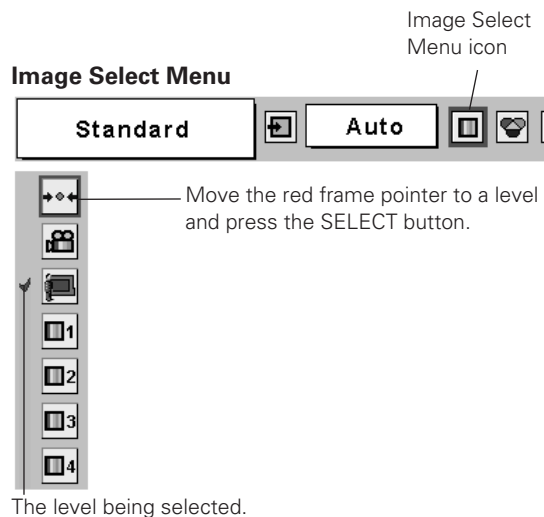 Image Select
Menu icon
Image Select Menu
Standard
Auto
Move the red frame pointer to a level
and press the SELECT button.
1
2
3
4
The level being selected.